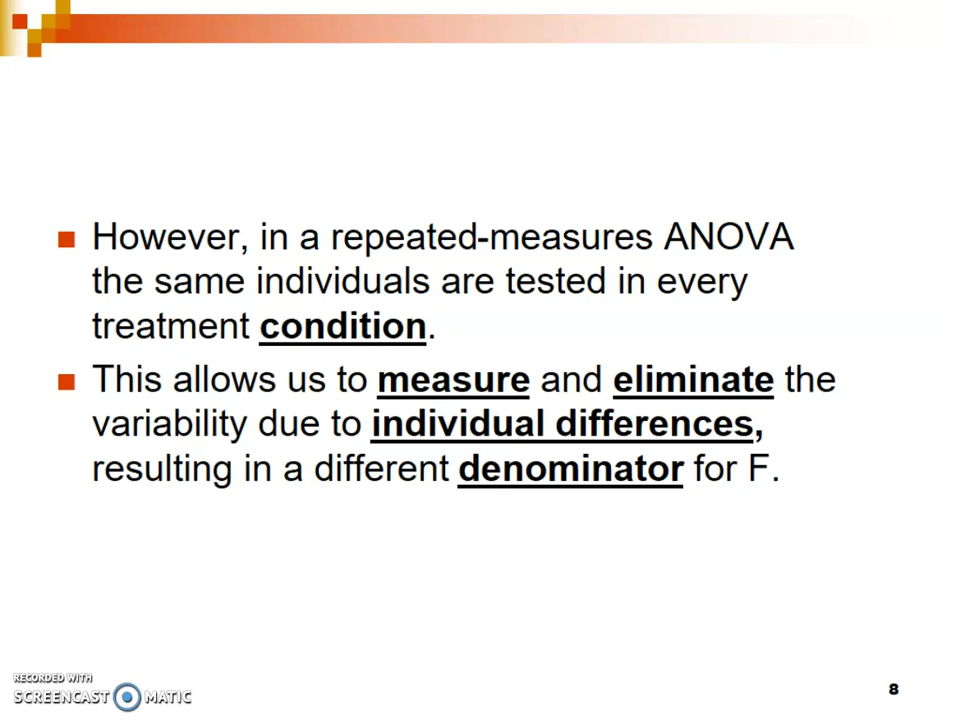 However, in a repeated-measures ANOVA
the same individuals are tested in every
treatment condition.
This allows us to measure and eliminate the
variability due to individual differences,
resulting in a different denominator for F.
RECORDED WITH
SCREENCAST MATIC
8